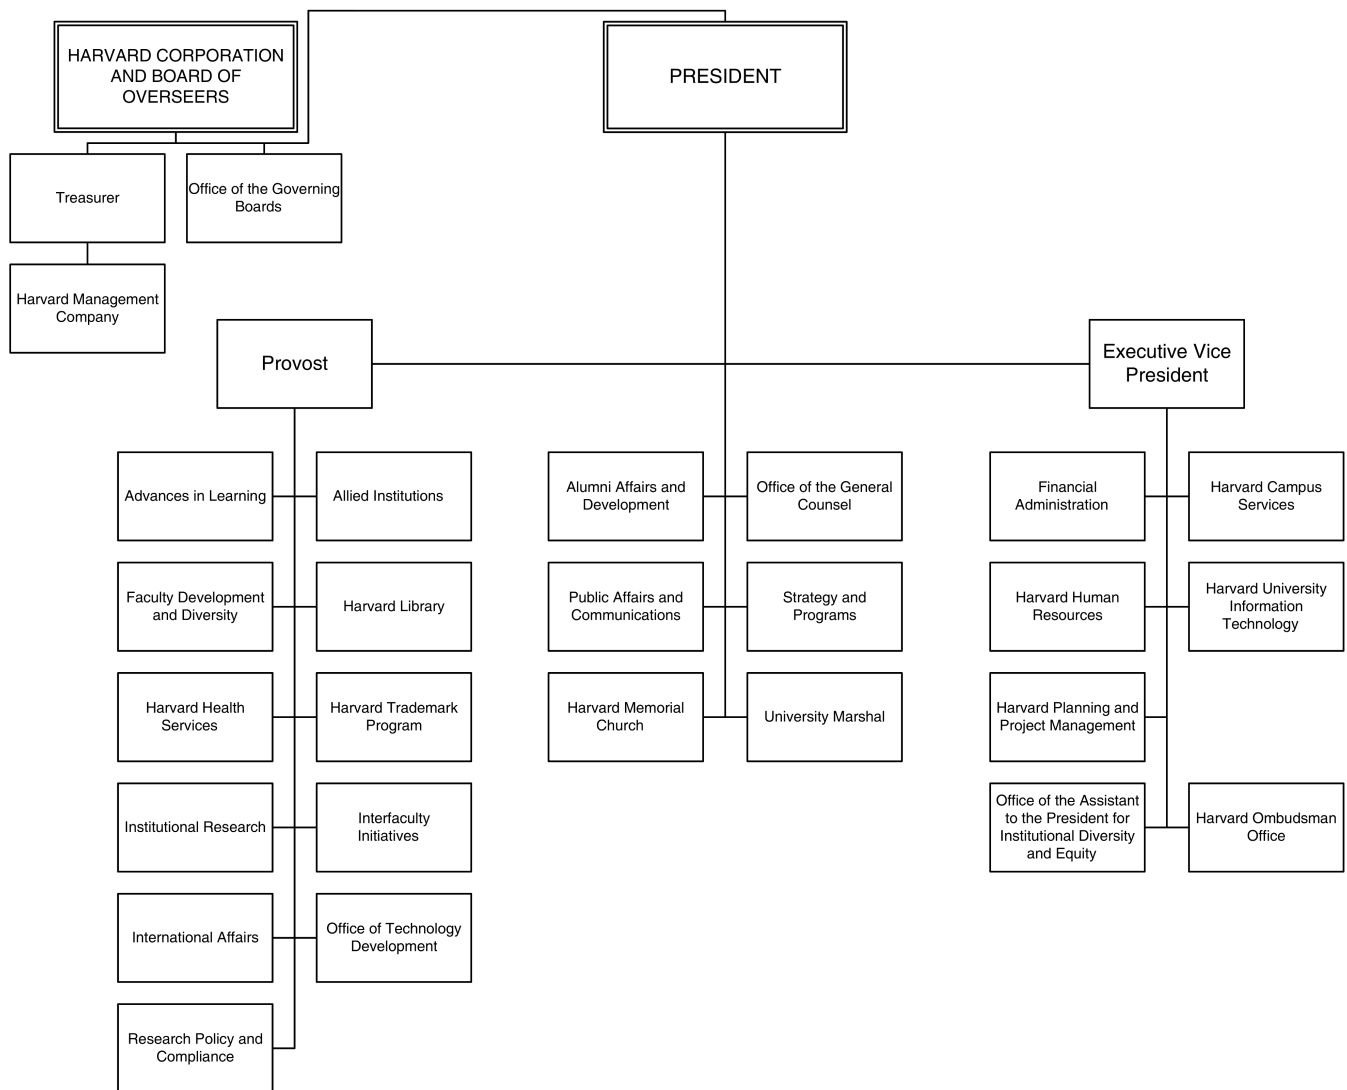 HARVARD CORPORATION
AND BOARD OF
OVERSEERS
PRESIDENT
Treasurer
Office of the Governing
Boards
Harvard Management
Company
Provost
Executive Vice
President
Advances in Learning
Allied Institutions
Alumni Affairs and
Development
Office of the General
Counsel
Financial
Administration
Harvard Campus
Services
Faculty Development
and Diversity
Harvard Library
Public Affairs and
Communications
Strategy and
Programs
Harvard Human
Resources
Harvard University
Information
Technology
Harvard Health
Services
Harvard Trademark
Program
Harvard Memorial
Church
University Marshal
Harvard Planning and
Project Management
Institutional Research
Interfaculty
Initiatives
Office of the Assistant
to the President for
Institutional Diversity
and Equity
Harvard Ombudsman
Office
International Affairs
Office of Technology
Development
Research Policy and
Compliance